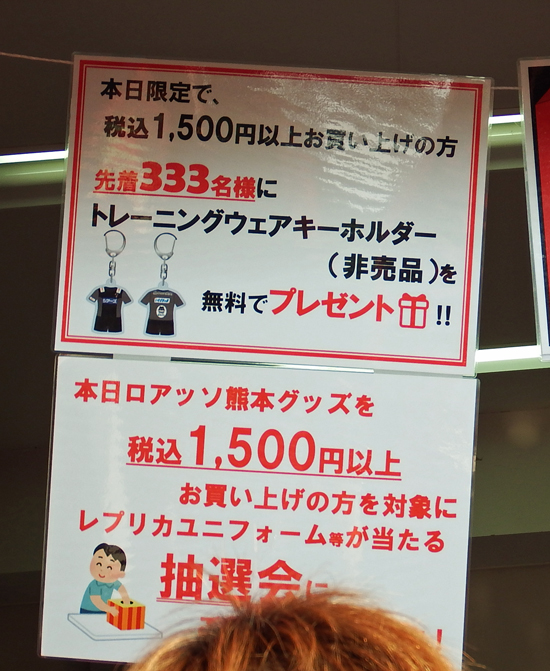 本日限定で、
税込1,500円以上お買い上げの方
先着333名様に
トレーニングウェアキーホルダー
(非売品)を
無料でプレゼント!!
本日ロアッソ熊本グッズを
税込1,500円以上
お買い上げの方を対象に
レプリカユニフォーム等が当たる
抽選会に
!